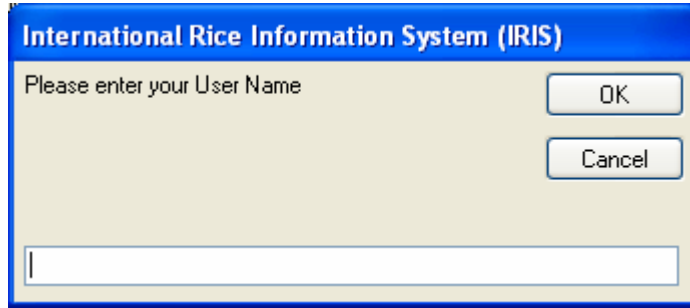 International Rice Information System (IRIS)
Please enter your User Name
OK
Cancel